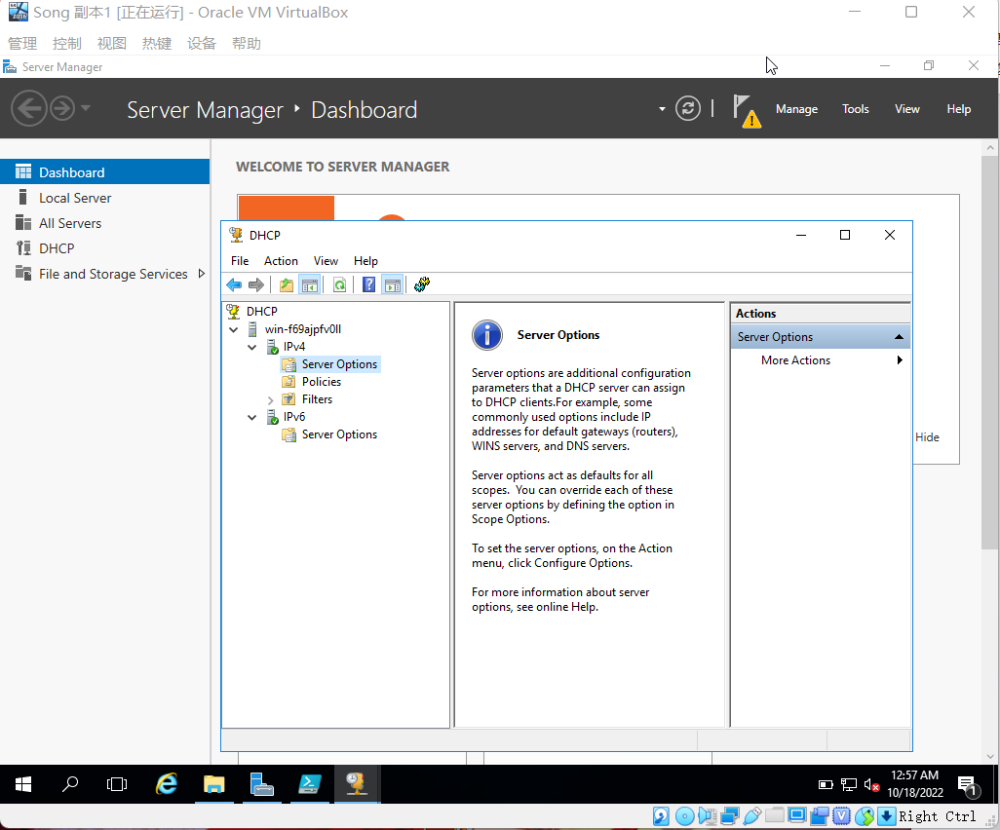 Song 副本1 [正在运行] - Oracle VM VirtualBox
管理 控制 视图 热键 设备 帮助
Server Manager
Server Manager ‣ Dashboard
Manage Tools View Help
Dashboard
Local Server
All Servers
DHCP
File and Storage Services
WELCOME TO SERVER MANAGER
Hide
DHCP
File Action View Help
DHCP
win-f69ajpfv0ll
IPv4
Server Options
Policies
Filters
IPv6
Server Options
Server Options
Server options are additional configuration
parameters that a DHCP server can assign
to DHCP clients.For example, some
commonly used options include IP
addresses for default gateways (routers),
WINS servers, and DNS servers.
Server options act as defaults for all
scopes. You can override each of these
server options by defining the option in
Scope Options.
To set the server options, on the Action
menu, click Configure Options.
For more information about server
options, see online Help.
Actions
Server Options
More Actions
12:57 AM
10/18/2022
1
Right Ctrl